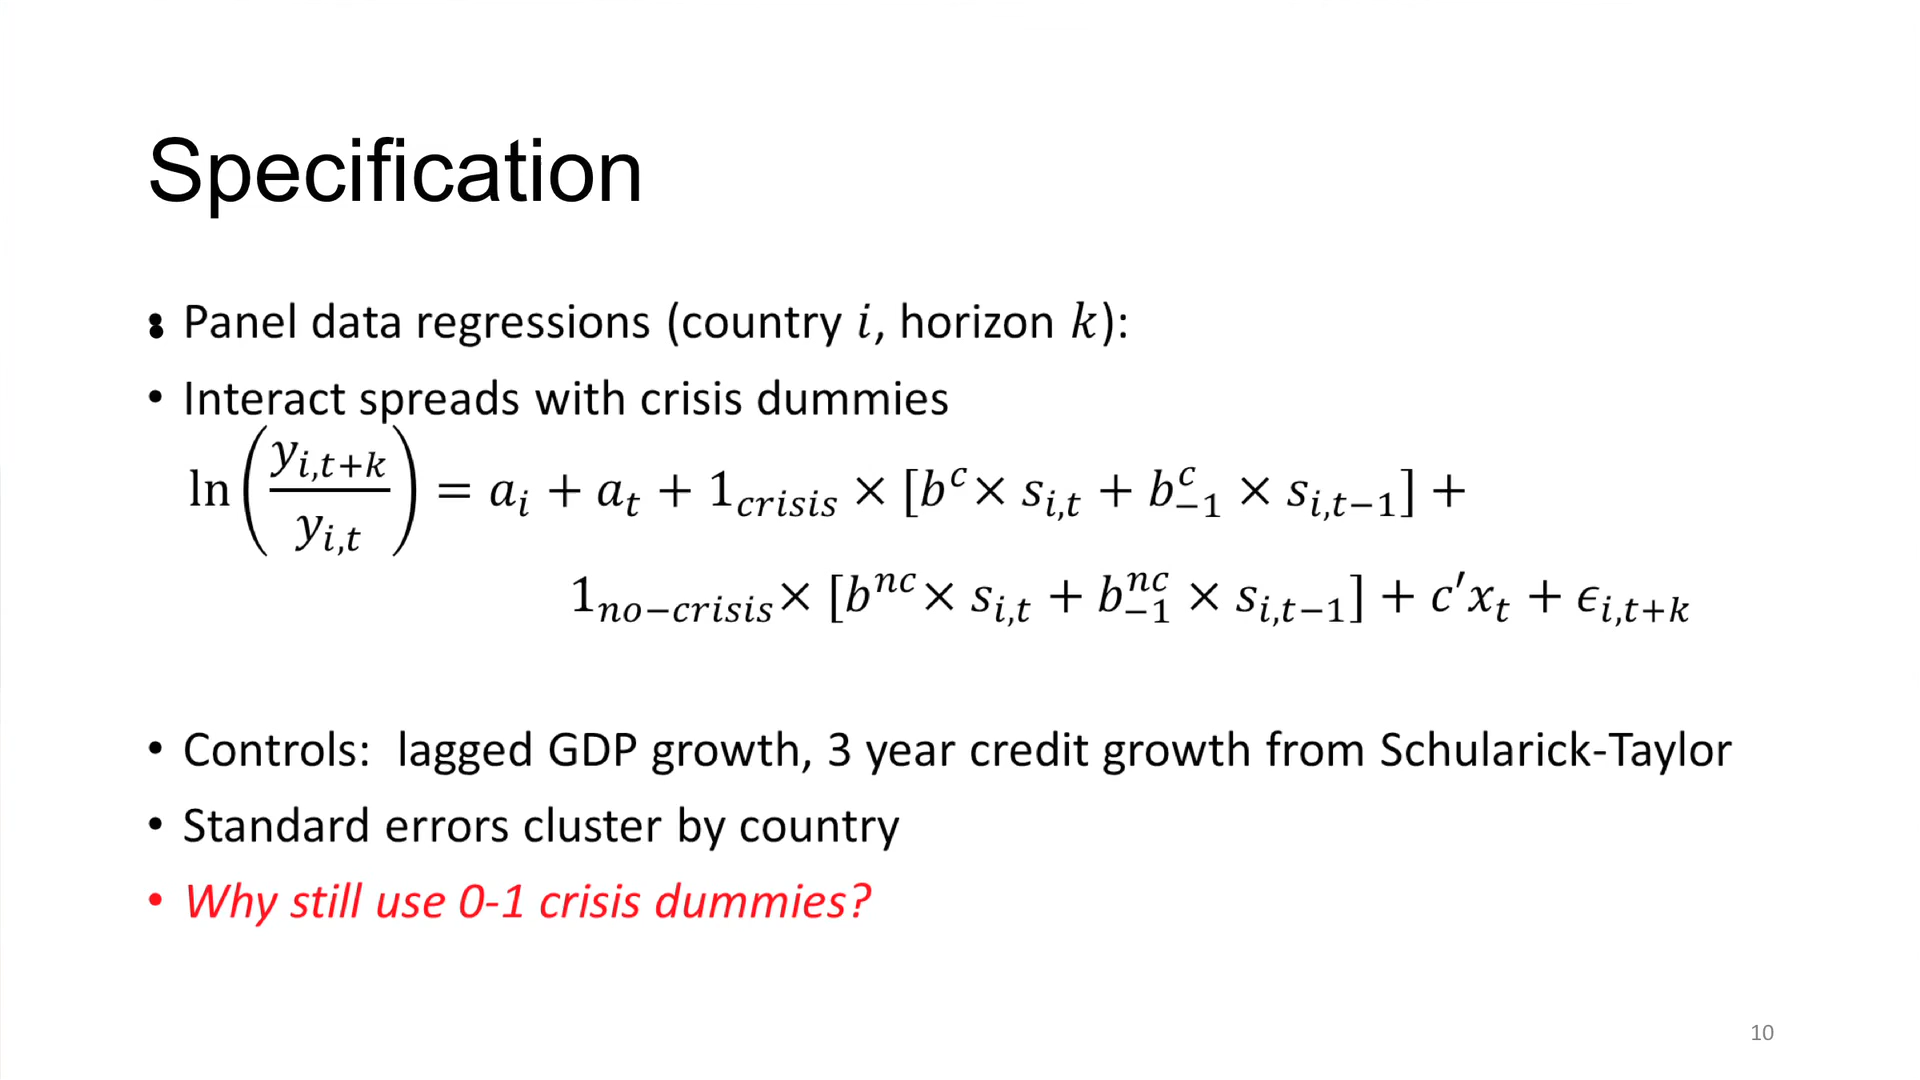 Specification
• Panel data regressions (country i, horizon k):
• Interact spreads with crisis dummies
ln(y_{i,t+k}/y_{i,t}) = a_i + a_t + 1_{crisis} × [b^c × s_{i,t} + b^c_{-1} × s_{i,t-1}] +
1_{no-crisis} × [b^{nc} × s_{i,t} + b^{nc}_{-1} × s_{i,t-1}] + c'x_t + ϵ_{i,t+k}
• Controls: lagged GDP growth, 3 year credit growth from Schularick-Taylor
• Standard errors cluster by country
• Why still use 0-1 crisis dummies?
10